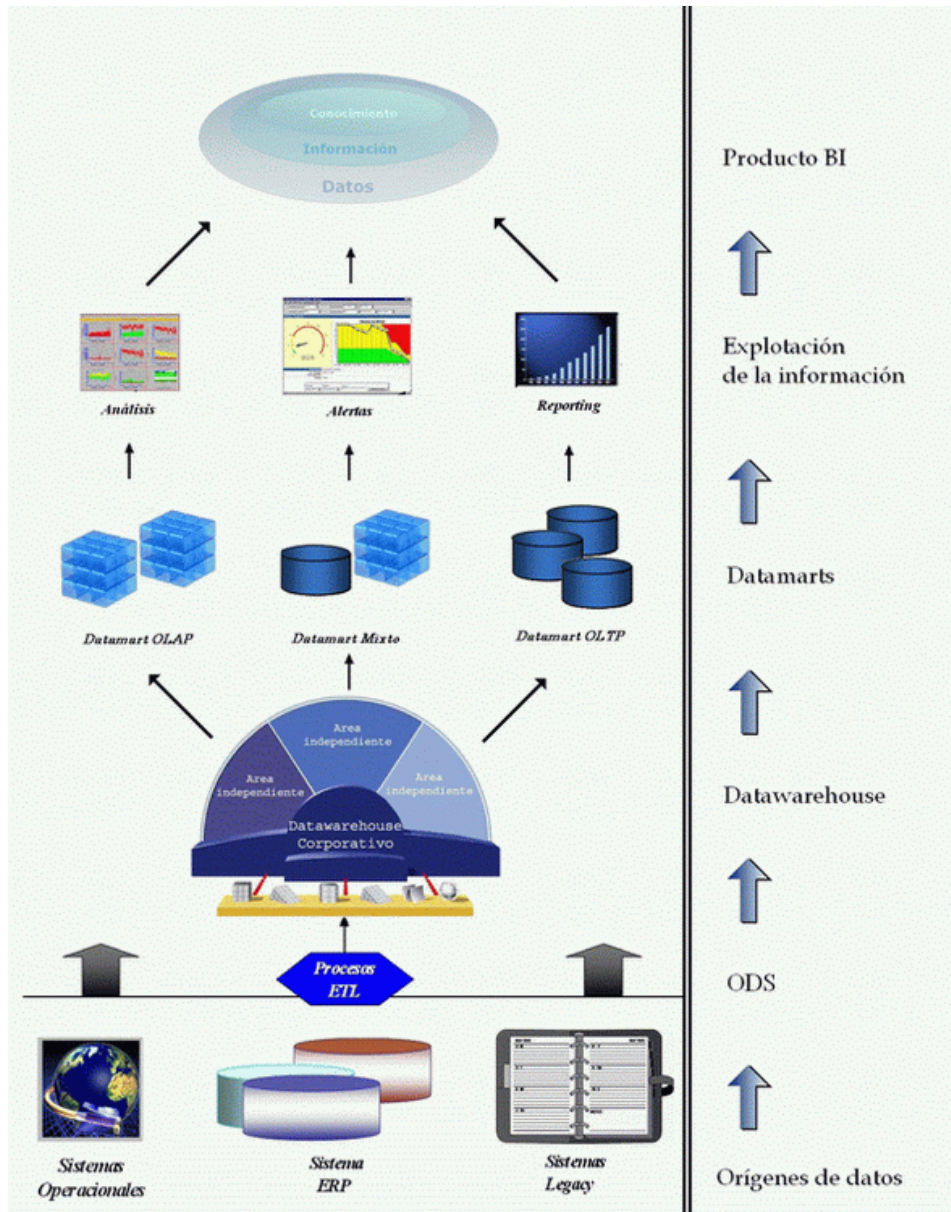 Conocimiento
Información
Datos
Producto BI
Análisis
Alertas
Reporting
Explotación
de la información
Datamart OLAP
Datamart Mixto
Datamart OLTP
Datamarts
Area
independiente
Area
independiente
Area
independiente
Datawarehouse
Corporativo
Datawarehouse
Procesos
ETL
ODS
Sistemas
Operacionales
Sistema
ERP
Sistemas
Legacy
Orígenes de datos